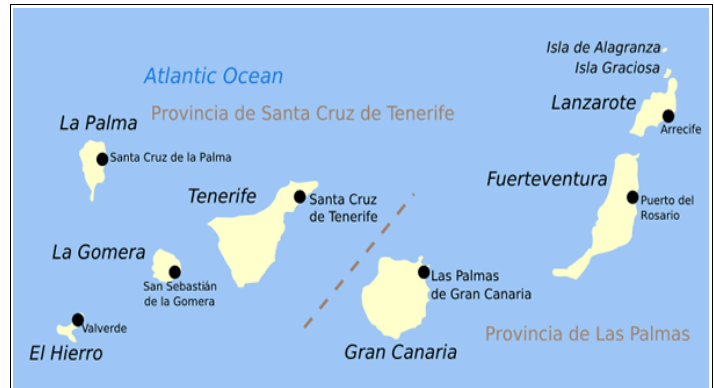 Isla de Alagranza
Isla Graciosa
Atlantic Ocean
Lanzarote
Provincia de Santa Cruz de Tenerife
La Palma
Arrecife
Santa Cruz de la Palma
Fuerteventura
Tenerife
Santa Cruz
de Tenerife
Puerto del
Rosario
La Gomera
San Sebastián
de la Gomera
Las Palmas
de Gran Canaria
Valverde
Provincia de Las Palmas
El Hierro
Gran Canaria